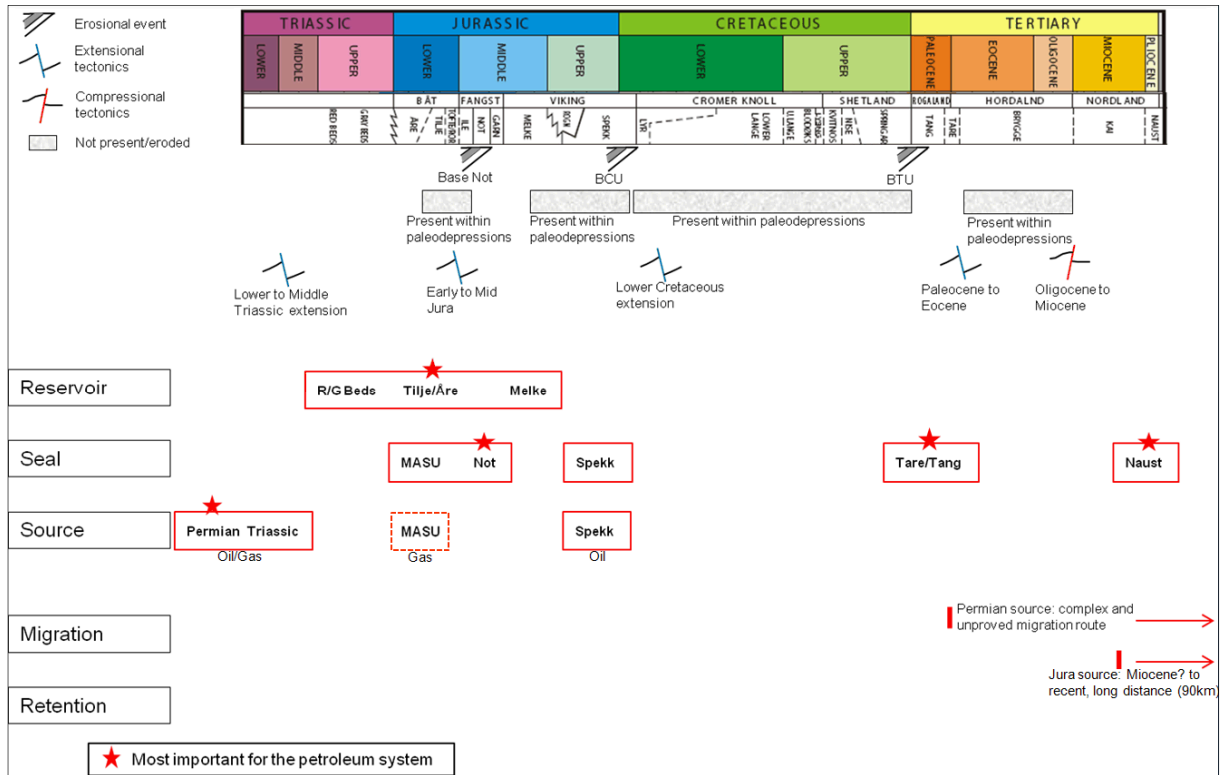 Erosional event
Extensional
tectonics
Compressional
tectonics
Not present/eroded
TRIASSIC
JURASSIC
CRETACEOUS
TERTIARY
LOWER
MIDDLE
UPPER
LOWER
MIDDLE
UPPER
LOWER
UPPER
PALEOCENE
EOCENE
OLIGOCENE
MIOCENE
PLIOCENE
BÅT
FANGST
VIKING
CROMER KNOLL
SHETLAND
ROGALAND
HORDALND
NORDLAND
RED BEDS
GRAY BEDS
ÅRE
TILJE
ILE
NOT
GARN
MELKE
ROGN
SPEKK
LYR
LOWER
LANGE
KVITNOS
NISE
SPRINGAR
TANG
TARE
BRYGGE
KAI
NAUST
Base Not
BCU
BTU
Present within
paleodepressions
Present within
paleodepressions
Present within paleodepressions
Present within
paleodepressions
Lower to Middle
Triassic extension
Early to Mid
Jura
Lower Cretaceous
extension
Paleocene to
Eocene
Oligocene to
Miocene
Reservoir
R/G Beds Tilje/Åre Melke
Seal
MASU Not
Spekk
Tare/Tang
Naust
Source
Permian Triassic
MASU
Spekk
Oil/Gas
Gas
Oil
Migration
Permian source: complex and
unproved migration route
Jura source: Miocene? to
recent, long distance (90km)
Retention
Most important for the petroleum system